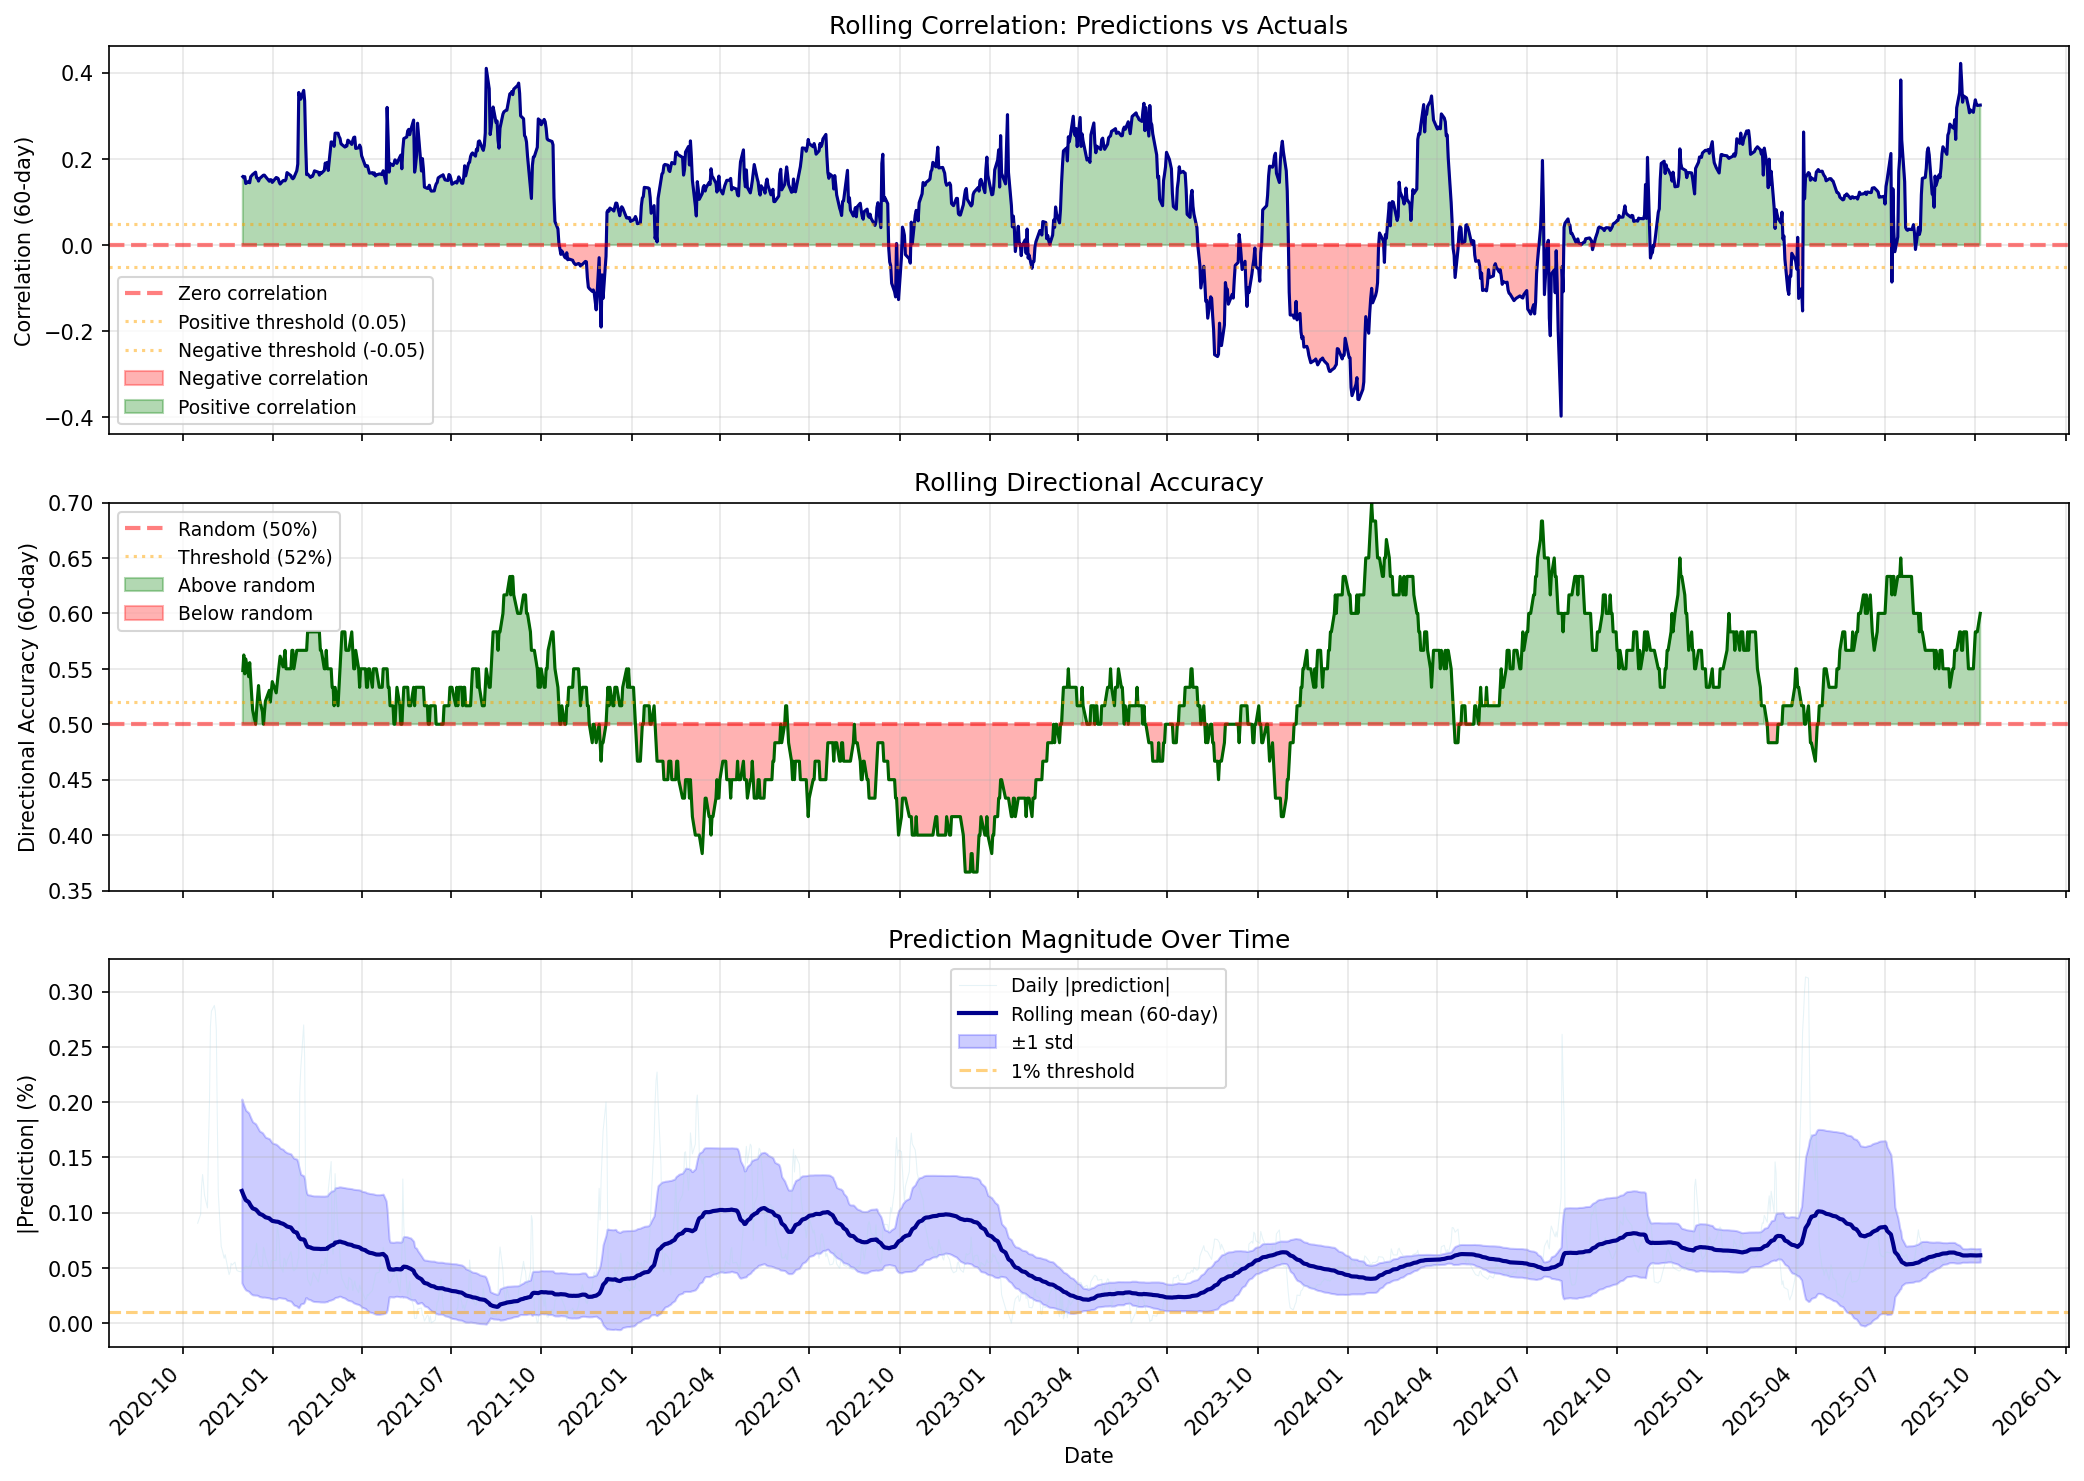 Rolling Correlation: Predictions vs Actuals
Correlation (60-day)
0.4
0.2
0.0
−0.2
−0.4
Zero correlation
Positive threshold (0.05)
Negative threshold (-0.05)
Negative correlation
Positive correlation
Rolling Directional Accuracy
Directional Accuracy (60-day)
0.70
0.65
0.60
0.55
0.50
0.45
0.40
0.35
Random (50%)
Threshold (52%)
Above random
Below random
Prediction Magnitude Over Time
|Prediction| (%)
0.30
0.25
0.20
0.15
0.10
0.05
0.00
Daily |prediction|
Rolling mean (60-day)
±1 std
1% threshold
2020-10
2021-01
2021-04
2021-07
2021-10
2022-01
2022-04
2022-07
2022-10
2023-01
2023-04
2023-07
2023-10
2024-01
2024-04
2024-07
2024-10
2025-01
2025-04
2025-07
2025-10
2026-01
Date